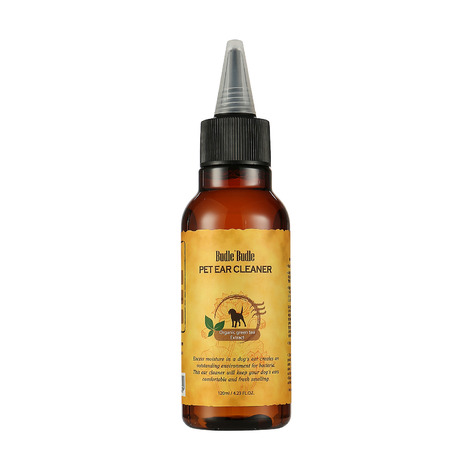 Budle'Budle
PET EAR CLEANER
Organic green tea
Extract
Excess moisture in a dog's ear creates an
outstanding environment for bacteria.
This ear cleaner will keep your dog's ears
comfortable and fresh smelling.
120ml / 4.23 FL.OZ.